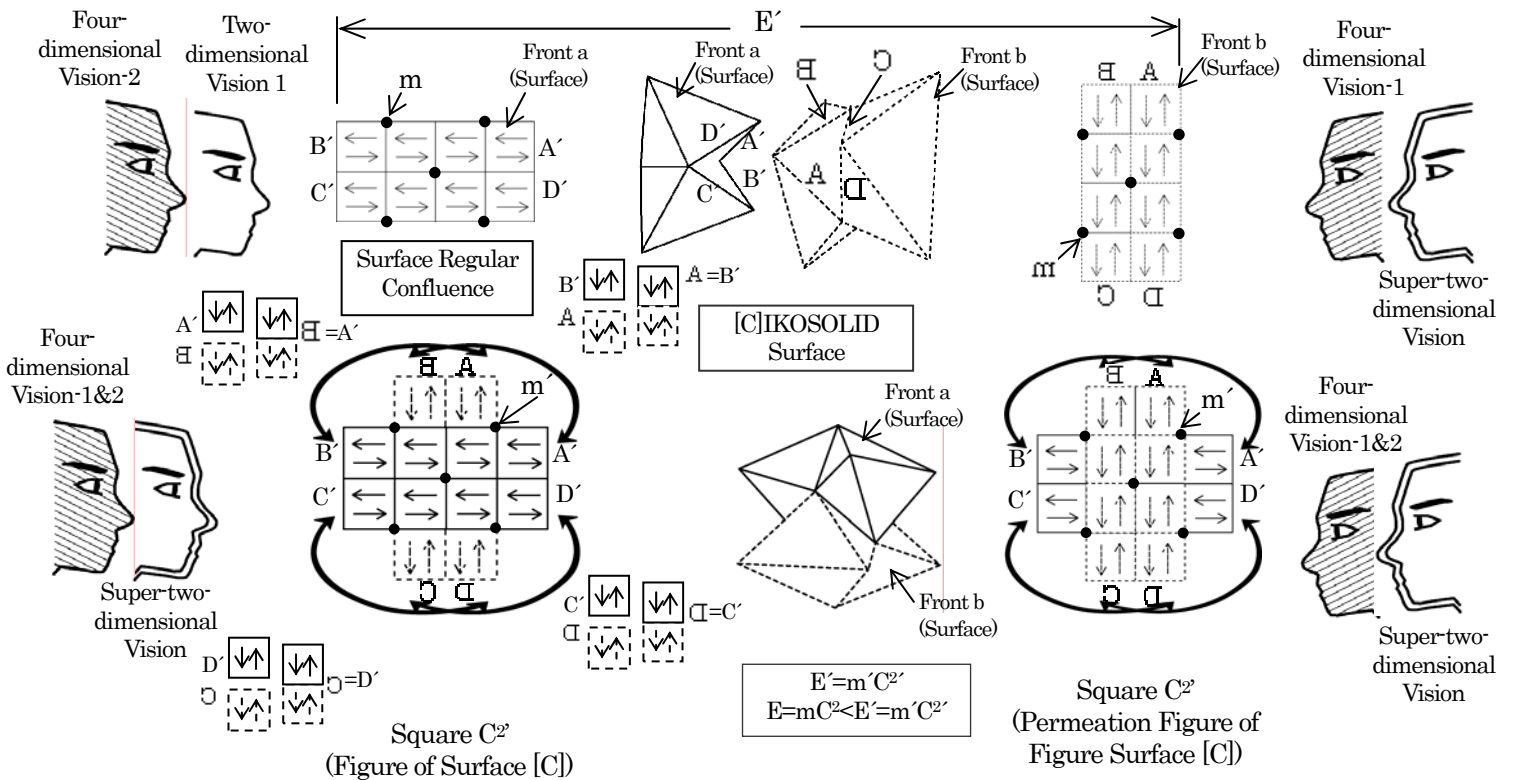 Four-
dimensional
Vision-2
Two-
dimensional
Vision 1
E´
m
Front a
(Surface)
B´
A´
C´
D´
Surface Regular
Confluence
Front a
(Surface)
D´
A´
C´
B´
B
C
A
D
Front b
(Surface)
B
A
Front b
(Surface)
m
C
D
Four-
dimensional
Vision-1
Super-two-
dimensional
Vision
A´
B
B=A´
B´
A
A=B´
[C]IKOSOLID
Surface
Four-
dimensional
Vision-1&2
Super-two-
dimensional
Vision
B
A
m´
B´
A´
C´
D´
C
D
D´
C
C=D´
C´
D
D=C´
Square C²’
(Figure of Surface [C])
Front a
(Surface)
Front b
(Surface)
E´=m´C²´
E=mC²<E´=m´C²´
B
A
m´
B´
A´
C´
D´
C
D
Square C²’
(Permeation Figure of
Figure Surface [C])
Four-
dimensional
Vision-1&2
Super-two-
dimensional
Vision